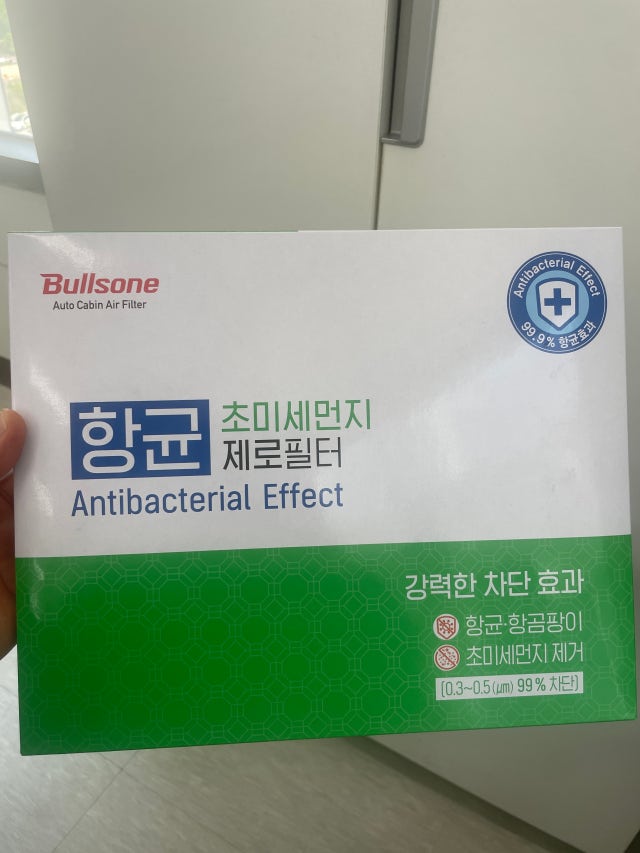 Bullsone
Auto Cabin Air Filter
Antibacterial Effect
99.9% 항균효과
항균 초미세먼지
제로필터
Antibacterial Effect
강력한 차단 효과
항균·항곰팡이
초미세먼지 제거
[0.3~0.5(㎛) 99% 차단]